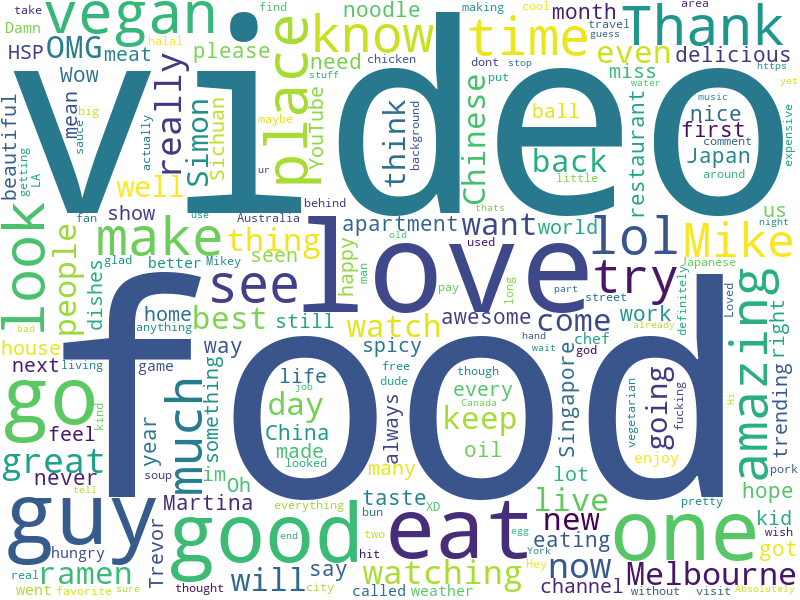 video
food
love
good
eat
one
guy
go
make
see
time
Thank
know
place
vegan
OMG
Mike
lol
try
look
amazing
much
great
ramen
day
keep
will
watching
now
new
live
Melbourne
come
back
want
thing
best
watch
well
think
really
Simon
Sichuan
Chinese
YouTube
noodle
need
please
month
even
miss
delicious
nice
first
Japan
restaurant
ball
little
comment
around
us
area
expensive
yet
https
music
water
stop
put
chicken
dont
making
find
travel
guess
cool
halal
stuff
maybe
ur
background
behind
thats
take
Damn
HSP
meat
Wow
mean
big
sauce
beautiful
getting
LA
actually
fan
use
show
people
dishes
glad
better
Mikey
seen
Australia
apartment
happy
old
man
used
world
pay
long
part
street
awesome
definitely
Japanese
night
Loved
already
right
trending
home
anything
house
bad
living
game
next
way
still
spicy
work
chef
hand
wait
god
Singapore
going
vegetarian
fucking
Hi
enjoy
pork
life
job
free
dude
though
every
Canada
China
made
looked
always
oil
many
something
year
feel
never
kind
soup
tell
im
Oh
lot
hope
kid
pretty
wish
got
taste
XD
Martina
everything
bun
two
end
hit
egg
York
Hey
eating
channel
hungry
Trevor
real
went
favorite
sure
thought
say
city
called
weather
without
visit
Absolutely